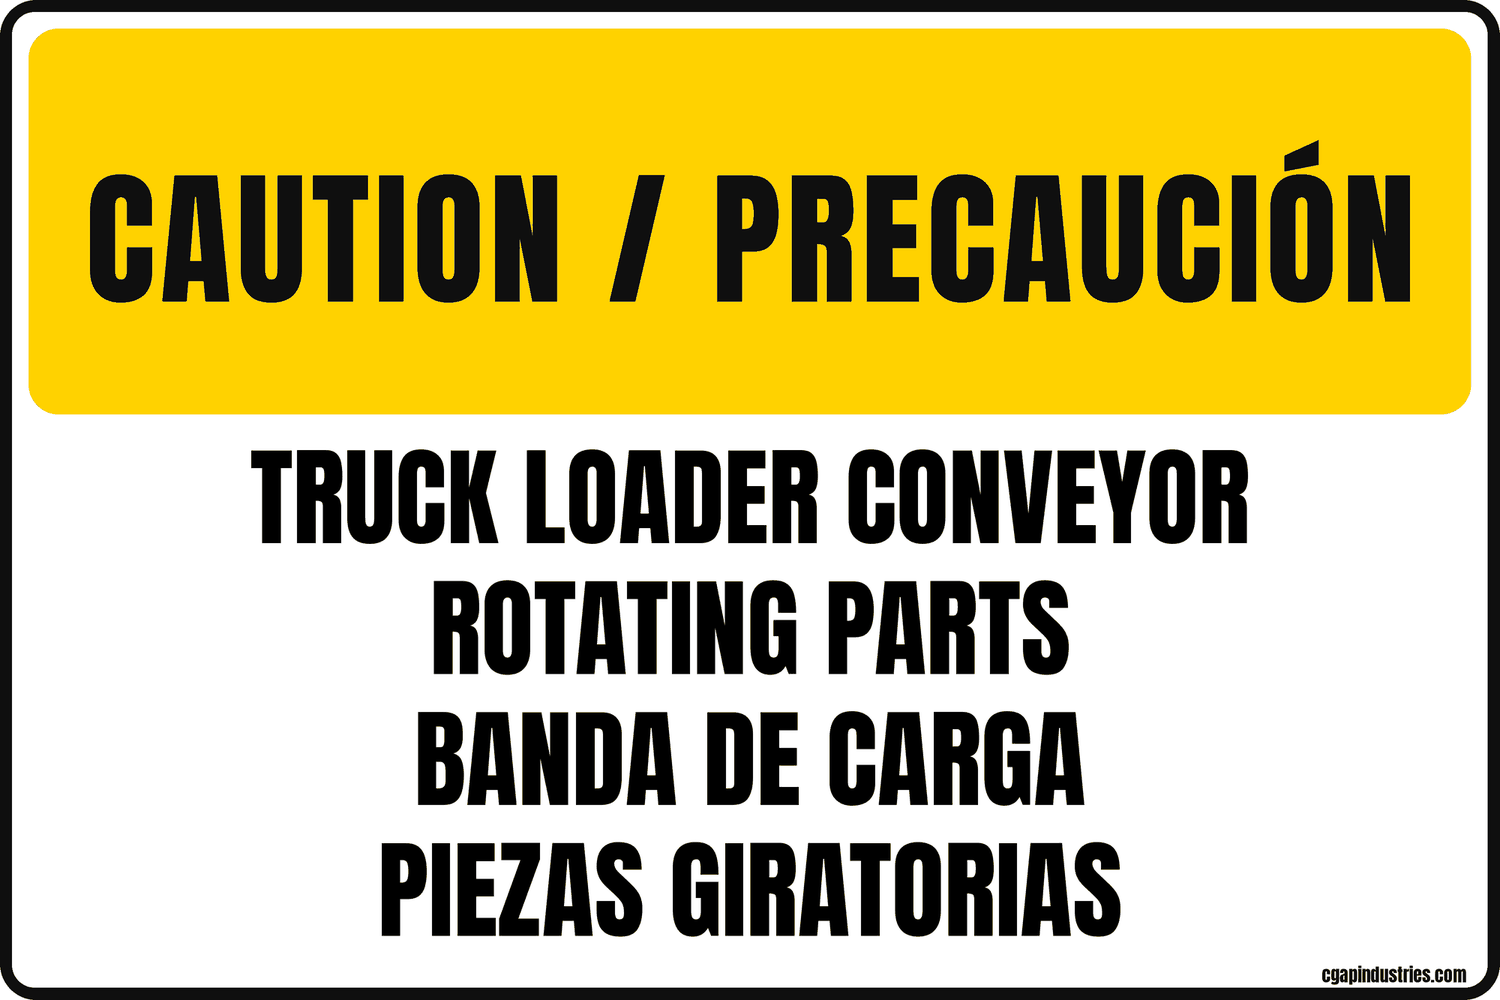 CAUTION / PRECAUCIÓN
TRUCK LOADER CONVEYOR
ROTATING PARTS
BANDA DE CARGA
PIEZAS GIRATORIAS
cgapindustries.com